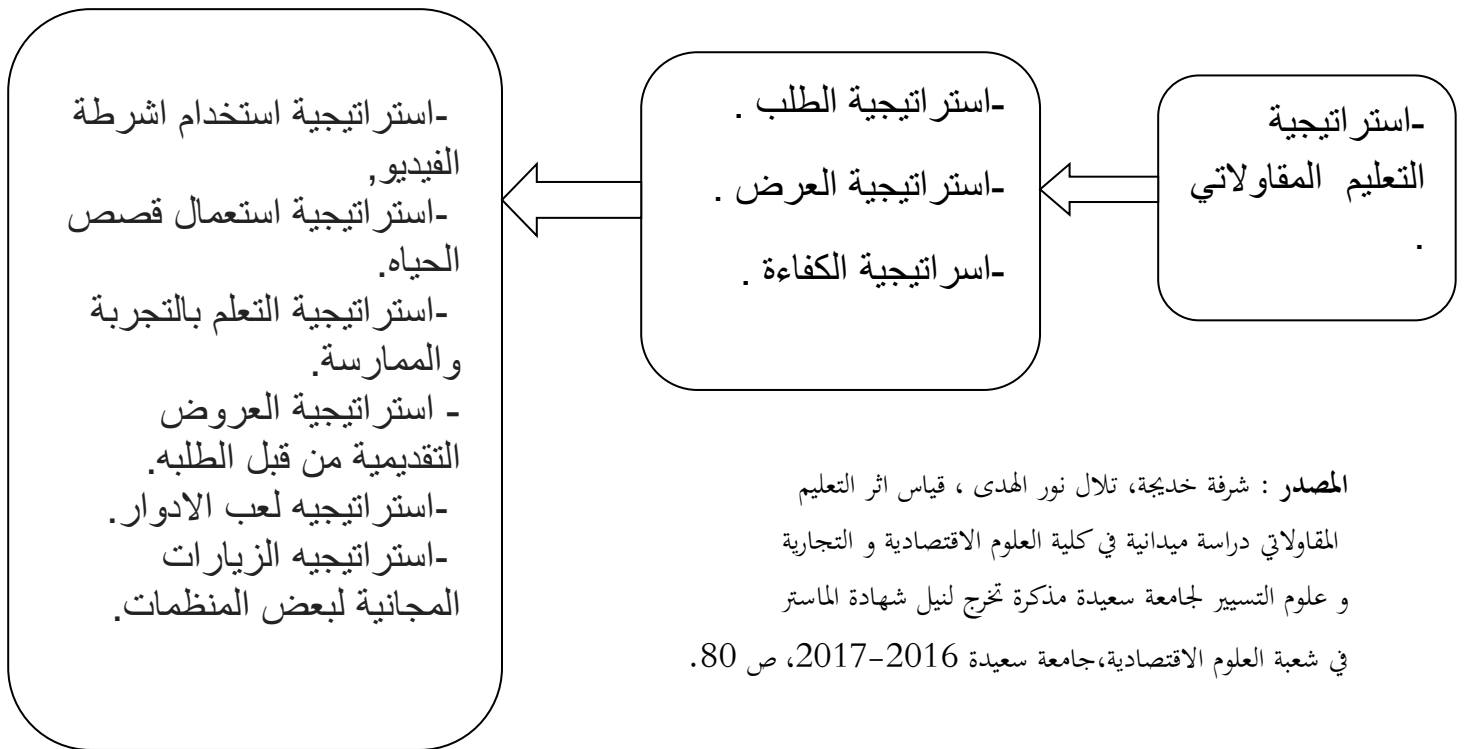 -استراتيجية
التعليم المقاولاتي
.
-استراتيجية الطلب .
-استراتيجية العرض .
-اسراتيجية الكفاءة .
-استراتيجية استخدام اشرطة
الفيديو,
-استراتيجية استعمال قصص
الحياه.
-استراتيجية التعلم بالتجربة
والممارسة.
- استراتيجية العروض
التقديمية من قبل الطلبه.
-استراتيجيه لعب الادوار.
-استراتيجيه الزيارات
المجانية لبعض المنظمات.
المصدر : شرفة خديجة، تلال نور الهدى ، قياس اثر التعليم
المقاولاتي دراسة ميدانية في كلية العلوم الاقتصادية و التجارية
و علوم التسيير لجامعة سعيدة مذكرة تخرج لنيل شهادة الماستر
في شعبة العلوم الاقتصادية،جامعة سعيدة 2016-2017، ص 80.